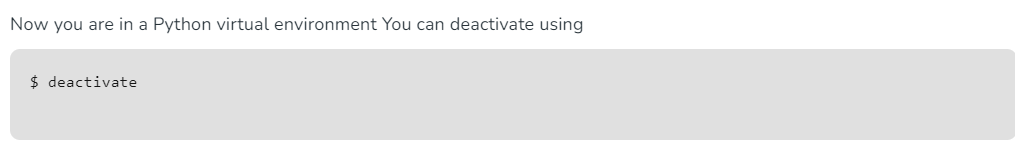 Now you are in a Python virtual environment You can deactivate using
$ deactivate